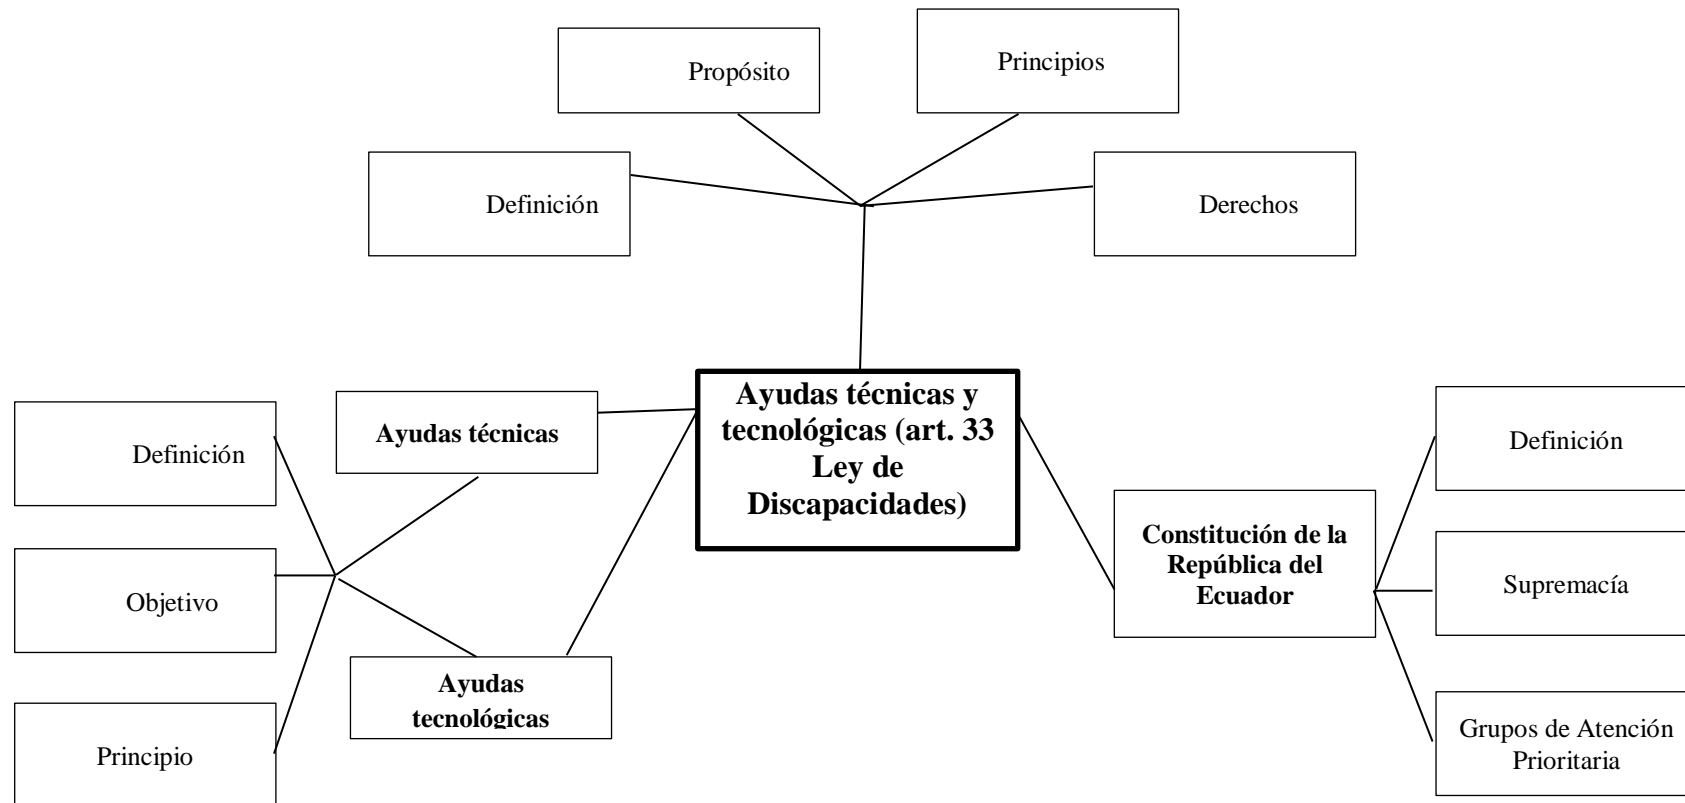 Propósito
Principios
Definición
Derechos
Ayudas técnicas y
tecnológicas (art. 33
Ley de
Discapacidades)
Ayudas técnicas
Definición
Objetivo
Principio
Ayudas
tecnológicas
Constitución de la
República del
Ecuador
Definición
Supremacía
Grupos de Atención
Prioritaria